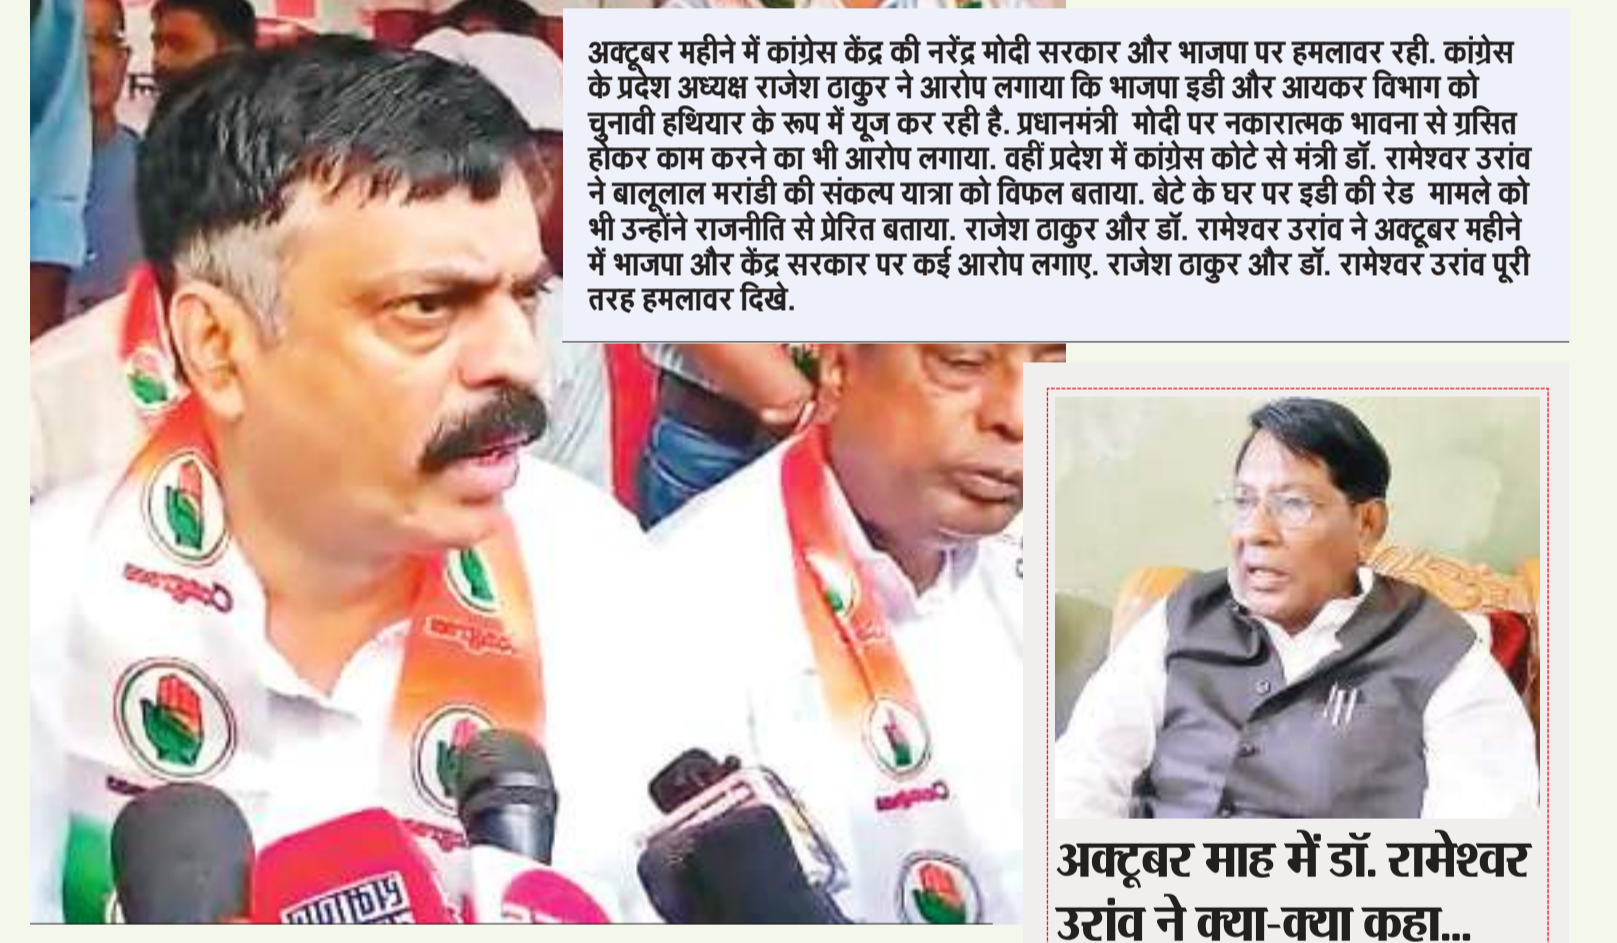 अक्टूबर महीने में कांग्रेस केंद्र की नरेंद्र मोदी सरकार और भाजपा पर हमलावर रही. कांग्रेस
के प्रदेश अध्यक्ष राजेश ठाकुर ने आरोप लगाया कि भाजपा इडी और आयकर विभाग को
चुनावी हथियार के रूप में यूज कर रही है. प्रधानमंत्री मोदी पर नकारात्मक भावना से ग्रसित
होकर काम करने का भी आरोप लगाया. वहीं प्रदेश में कांग्रेस कोटे से मंत्री डॉ. रामेश्वर उरांव
ने बालूलाल मरांडी की संकल्प यात्रा को विफल बताया. बेटे के घर पर इडी की रेड मामले को
भी उन्होंने राजनीति से प्रेरित बताया. राजेश ठाकुर और डॉ. रामेश्वर उरांव ने अक्टूबर महीने
में भाजपा और केंद्र सरकार पर कई आरोप लगाए. राजेश ठाकुर और डॉ. रामेश्वर उरांव पूरी
तरह हमलावर दिखे.
अक्टूबर माह में डॉ. रामेश्वर
उरांव ने क्या-क्या कहा...